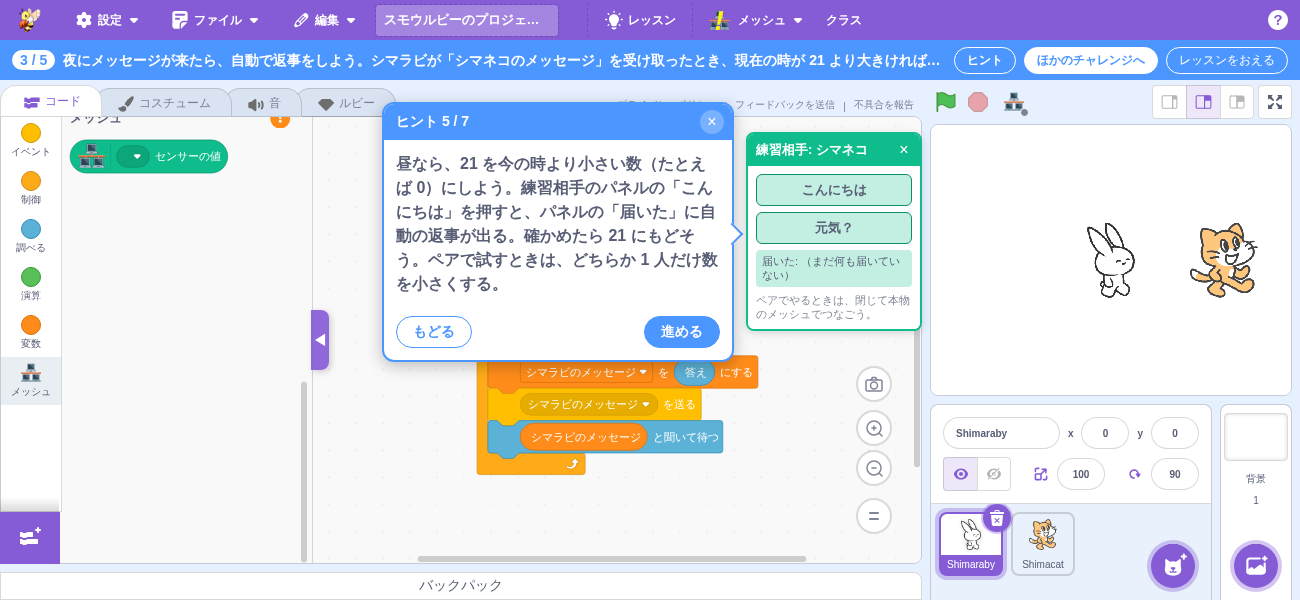 設定
ファイル
編集
スモウルビーのプロジェ…
レッスン
メッシュ
クラス
?
3 / 5
夜にメッセージが来たら、自動で返事をしよう。シマラビが「シマネコのメッセージ」を受け取ったとき、現在の時が 21 より大きければ…
ヒント
ほかのチャレンジへ
レッスンをおえる
コード
コスチューム
音
ルビー
フィードバックを送信 | 不具合を報告
メッシュ
センサーの値
イベント
制御
調べる
演算
変数
メッシュ
ヒント 5 / 7
昼なら、21 を今の時より小さい数（たとえ
ば 0）にしよう。練習相手のパネルの「こん
にちは」を押すと、パネルの「届いた」に自
動の返事が出る。確かめたら 21 にもどそ
う。ペアで試すときは、どちらか 1 人だけ数
を小さくする。
もどる
進める
練習相手: シマネコ
こんにちは
元気？
届いた: （まだ何も届いてい
ない）
ペアでやるときは、閉じて本物
のメッシュでつなごう。
シマラビのメッセージ を 答え にする
シマラビのメッセージ を送る
シマラビのメッセージ と聞いて待つ
バックパック
Shimaraby
x
0
y
0
100
90
Shimaraby
Shimacat
背景
1